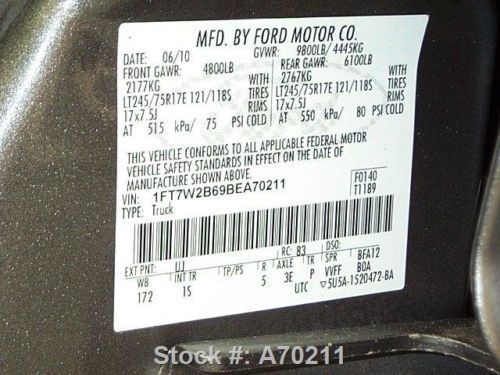 MFD. BY FORD MOTOR CO.
DATE: 06/10 GVWR: 9800LB/ 4445KG
FRONT GAWR: 4800LB REAR GAWR: 6100LB
2177KG WITH 2767KG WITH
LT245/75R17E 121/118S TIRES LT245/75R17E 121/118S TIRES
17x7.5J RIMS 17x7.5J RIMS
AT 515 kPa/ 75 PSI COLD AT 550 kPa/ 80 PSI COLD
THIS VEHICLE CONFORMS TO ALL APPLICABLE FEDERAL MOTOR
VEHICLE SAFETY STANDARDS IN EFFECT ON THE DATE OF
MANUFACTURE SHOWN ABOVE.
VIN: 1FT7W2B69BEA70211 F0140
TYPE: Truck T1189
RC: B3 DSO:
EXT PNT: UJ AXLE TR SPR BFA12
WB TP/PS R 3E P VVFF BOA
172 1S 5 UTC ▽5U5A-1520472-BA
Stock #: A70211